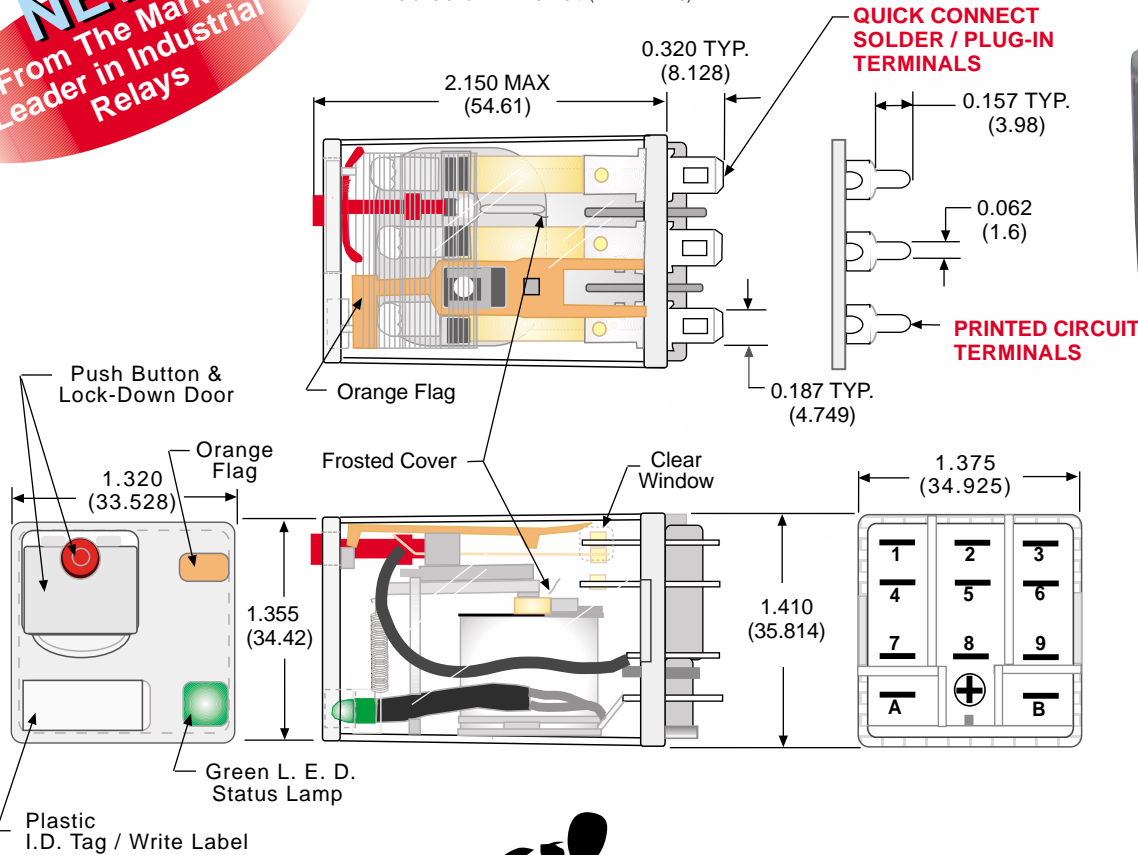 From The Mark
Leader in Industrial
Relays
QUICK CONNECT
SOLDER / PLUG-IN
TERMINALS
0.320 TYP.
(8.128)
2.150 MAX
(54.61)
0.157 TYP.
(3.98)
0.062
(1.6)
PRINTED CIRCUIT
TERMINALS
0.187 TYP.
(4.749)
Orange Flag
Push Button &
Lock-Down Door
Orange
Flag
Frosted Cover
Clear
Window
1.320
(33.528)
1.375
(34.925)
1.355
(34.42)
1.410
(35.814)
1 2 3
4 5 6
7 8 9
A B
Green L. E. D.
Status Lamp
Plastic
I.D. Tag / Write Label